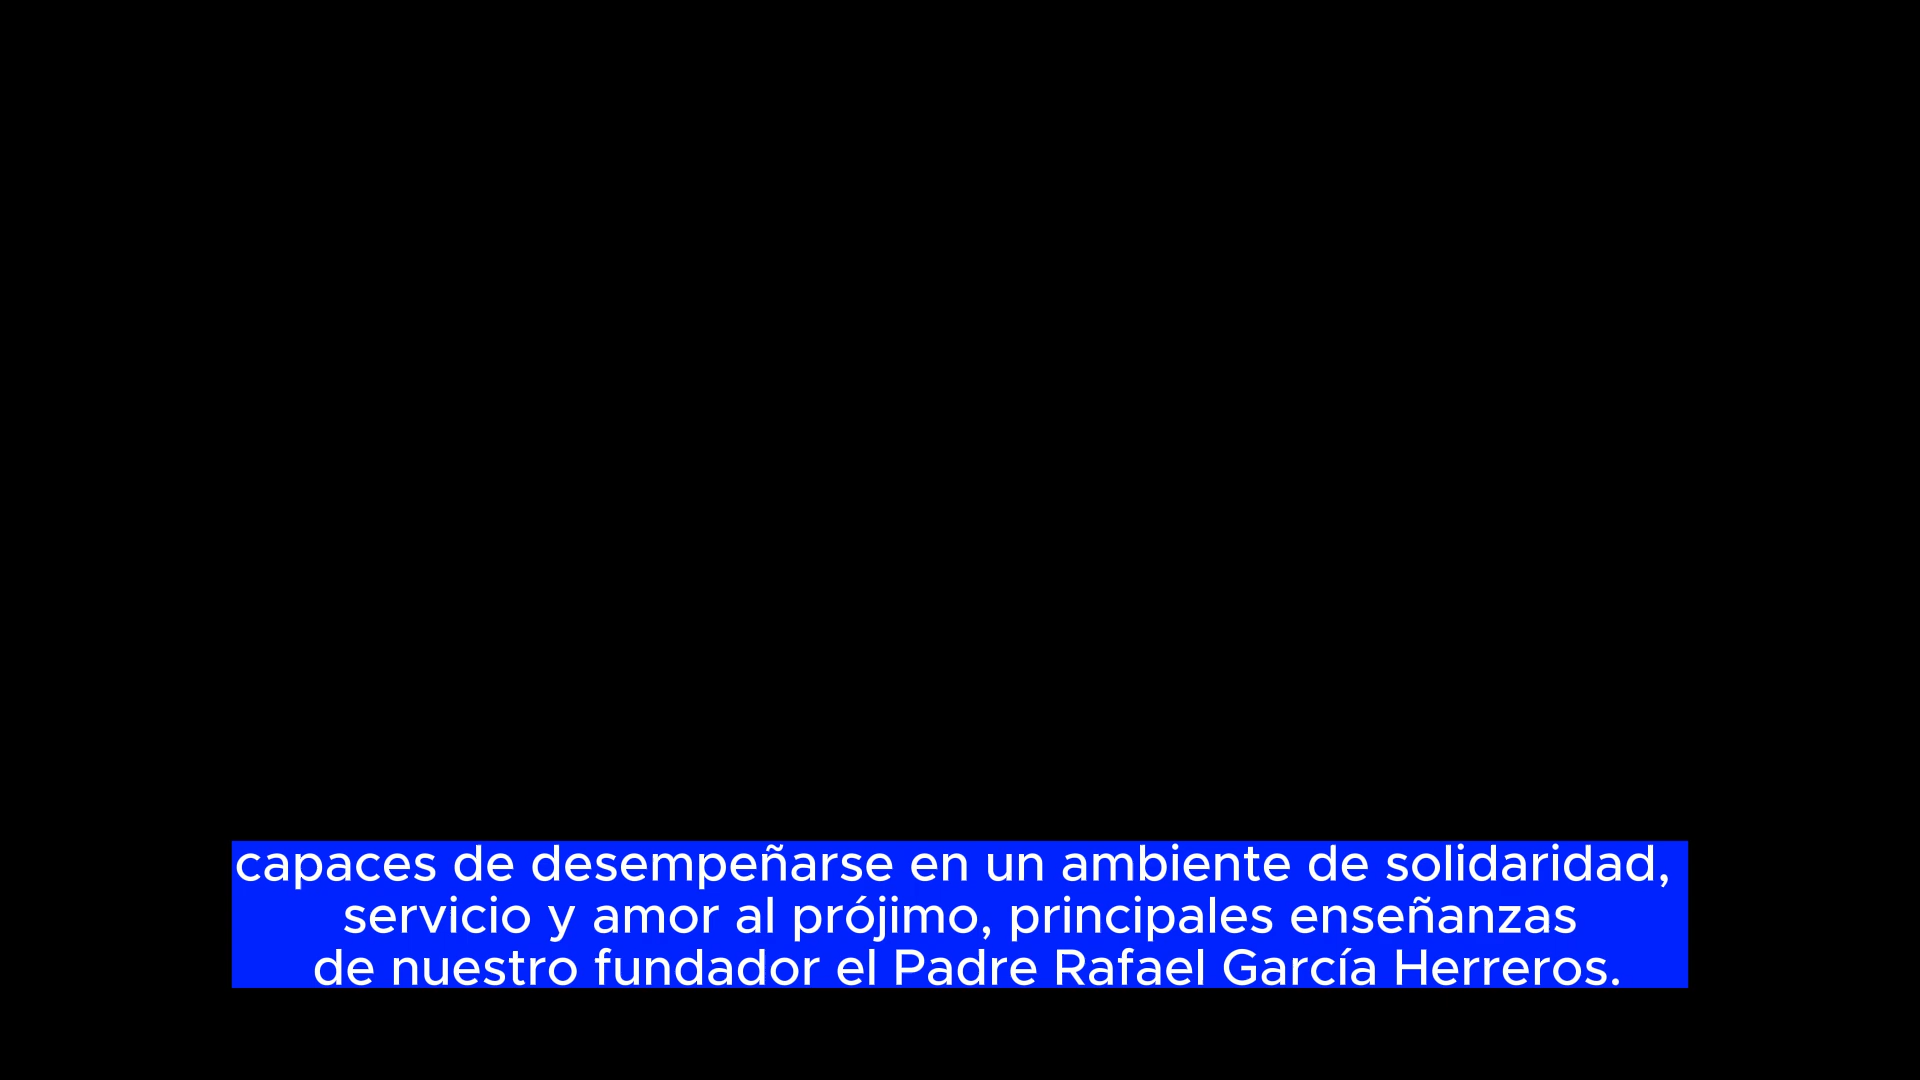 capaces de desempeñarse en un ambiente de solidaridad,
servicio y amor al prójimo, principales enseñanzas
de nuestro fundador el Padre Rafael García Herreros.